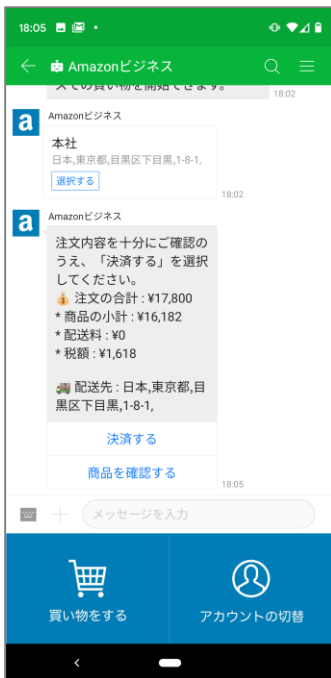 18:05
Amazonビジネス
スての買い物を開始できます。
18:02
Amazonビジネス
本社
日本,東京都,目黒区下目黒,1-8-1,
選択する
18:02
Amazonビジネス
注文内容を十分にご確認の
うえ、「決済する」を選択
してください。
💰 注文の合計 : ¥17,800
* 商品の小計 : ¥16,182
* 配送料 : ¥0
* 税額 : ¥1,618
🚚 配送先 : 日本,東京都,目
黒区下目黒,1-8-1,
決済する
商品を確認する
18:05
メッセージを入力
買い物をする
アカウントの切替